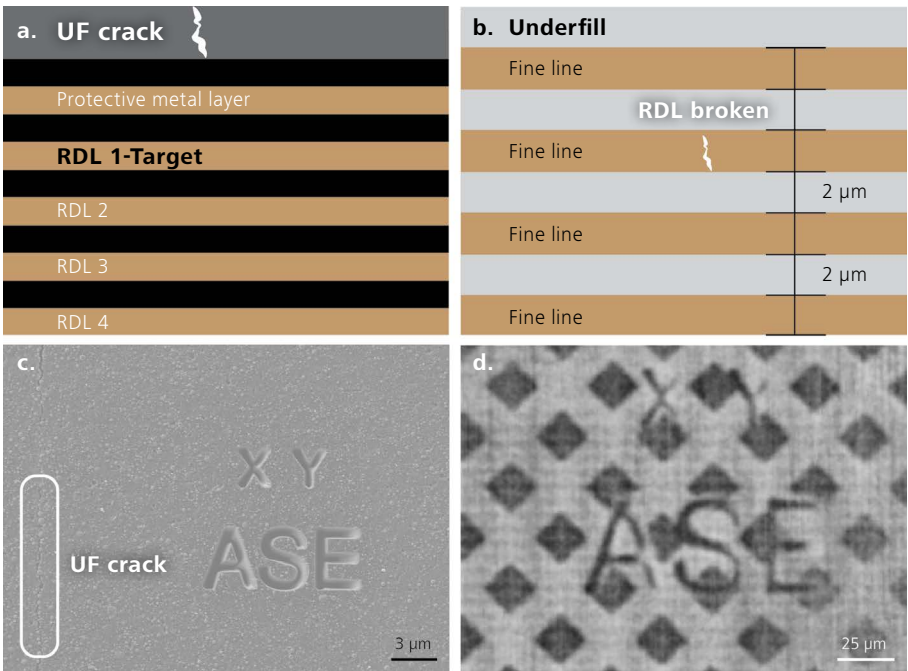 a. UF crack
Protective metal layer
RDL 1-Target
RDL 2
RDL 3
RDL 4
b. Underfill
Fine line
RDL broken
Fine line
2 µm
Fine line
2 µm
Fine line
c.
X Y
ASE
UF crack
3 µm
d.
X Y
ASE
25 µm